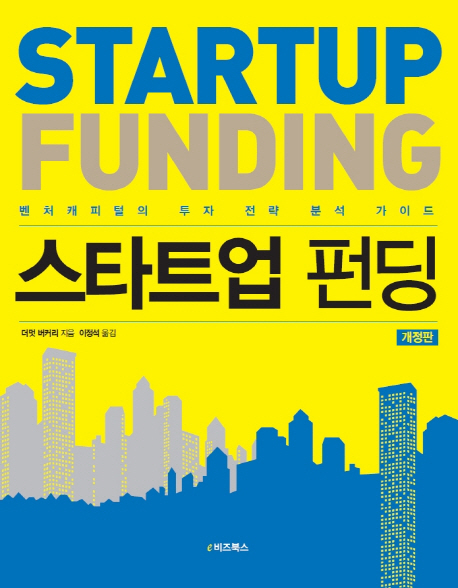 STARTUP
FUNDING
벤처캐피털의 투자 전략 분석 가이드
스타트업 펀딩
더멋 버커리 지음 이정석 옮김
개정판
e비즈북스